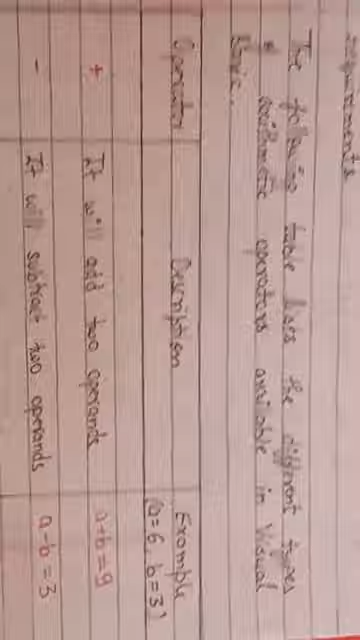 requirements
The following table lists the different types
of arithmetic operators available in Visual
Basic.
Operator Description Example
(a=6, b=3)
+ It will add two operands a+b=9
- It will subtract two operands a-b=3